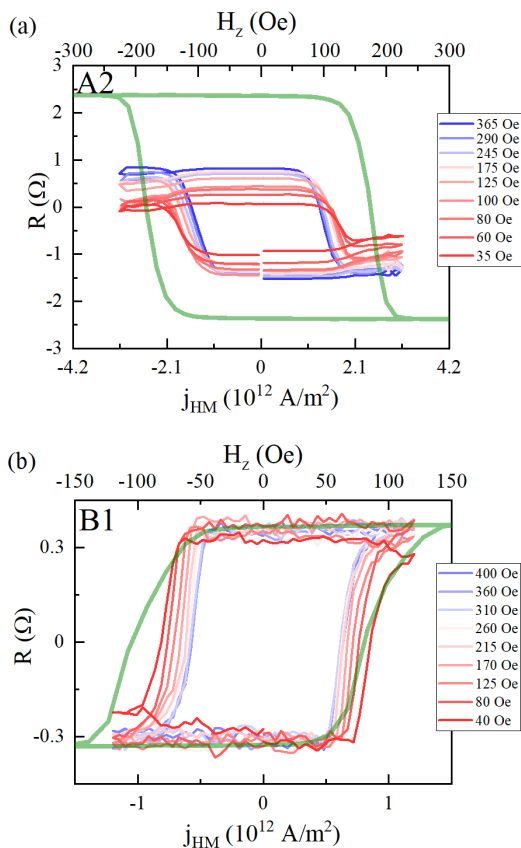 (a)
H_z (Oe)
-300 -200 -100 0 100 200 300
A2
3
2
1
0
-1
-2
-3
R (Ω)
365 Oe
290 Oe
245 Oe
175 Oe
125 Oe
100 Oe
80 Oe
60 Oe
35 Oe
-4.2 -2.1 0 2.1 4.2
j_HM (10^12 A/m^2)
(b)
H_z (Oe)
-150 -100 -50 0 50 100 150
B1
0.3
0
-0.3
R (Ω)
400 Oe
360 Oe
310 Oe
260 Oe
215 Oe
170 Oe
125 Oe
80 Oe
40 Oe
-1 0 1
j_HM (10^12 A/m^2)